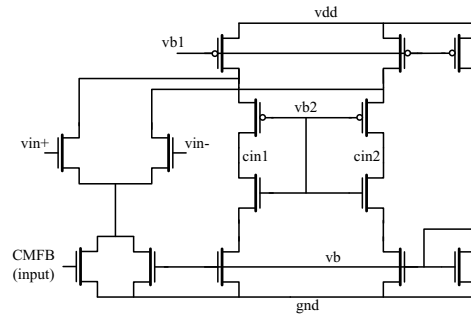 vdd
vb1
vb2
vin+
vin-
cin1
cin2
CMFB
(input)
vb
gnd